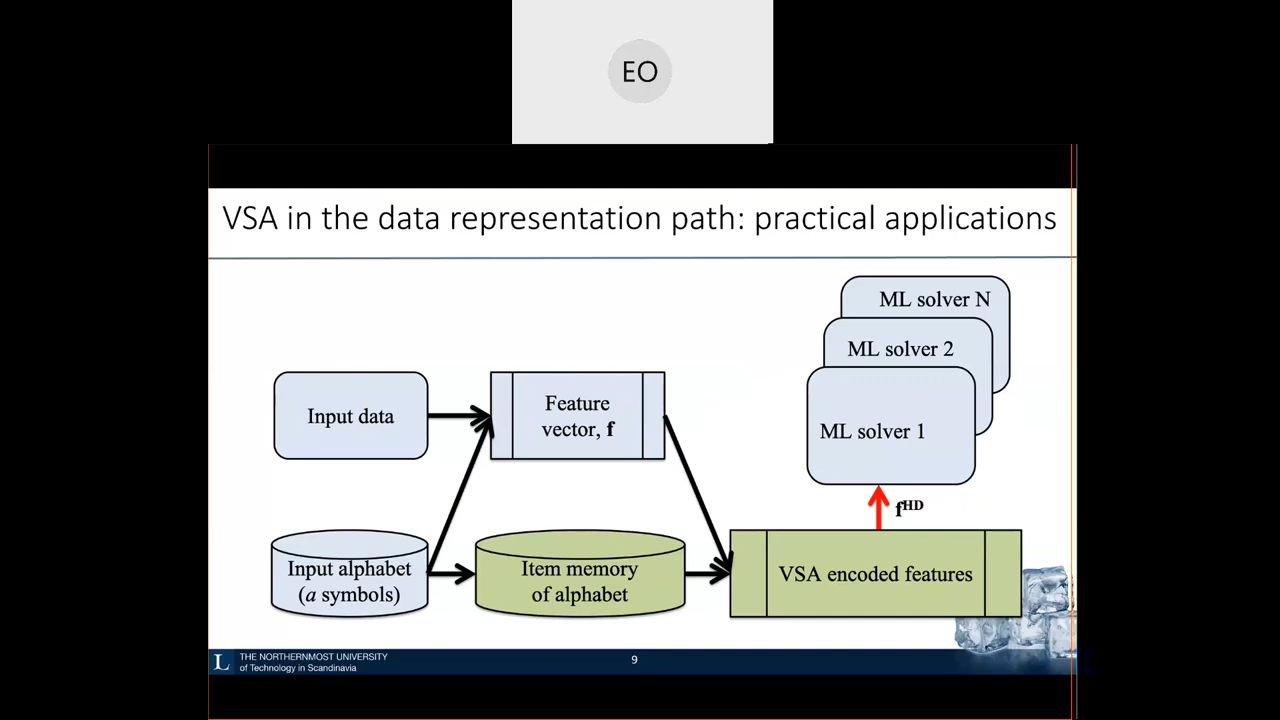 EO
VSA in the data representation path: practical applications
ML solver N
ML solver 2
ML solver 1
Input data
Feature
vector, f
fHD
Input alphabet
(a symbols)
Item memory
of alphabet
VSA encoded features
L
THE NORTHERNMOST UNIVERSITY
of Technology in Scandinavia
9